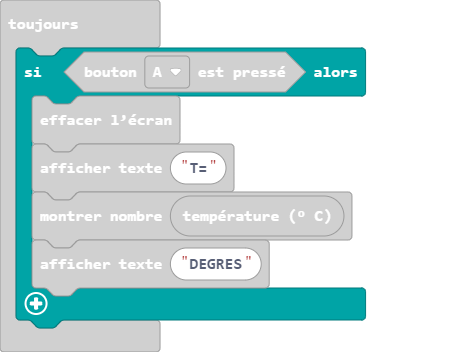 toujours
si bouton A est pressé alors
effacer l’écran
afficher texte "T="
montrer nombre température (° C)
afficher texte "DEGRES"